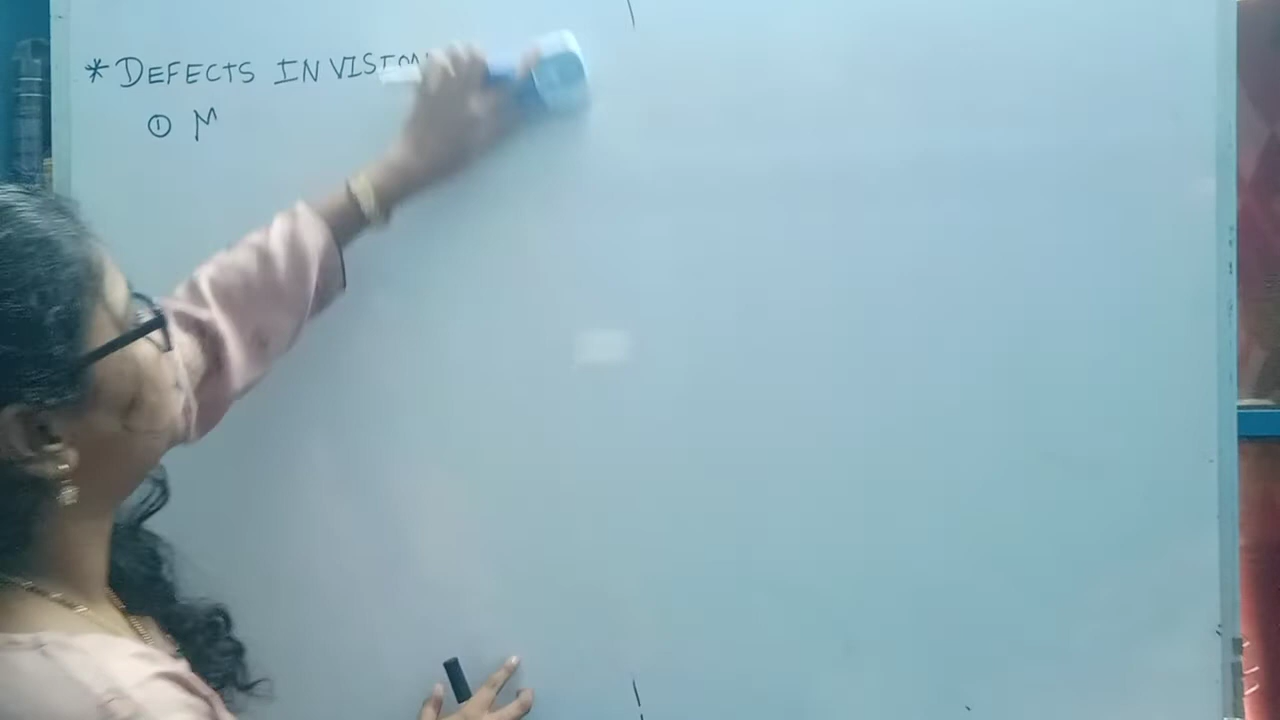 * DEFECTS IN VISION
① M